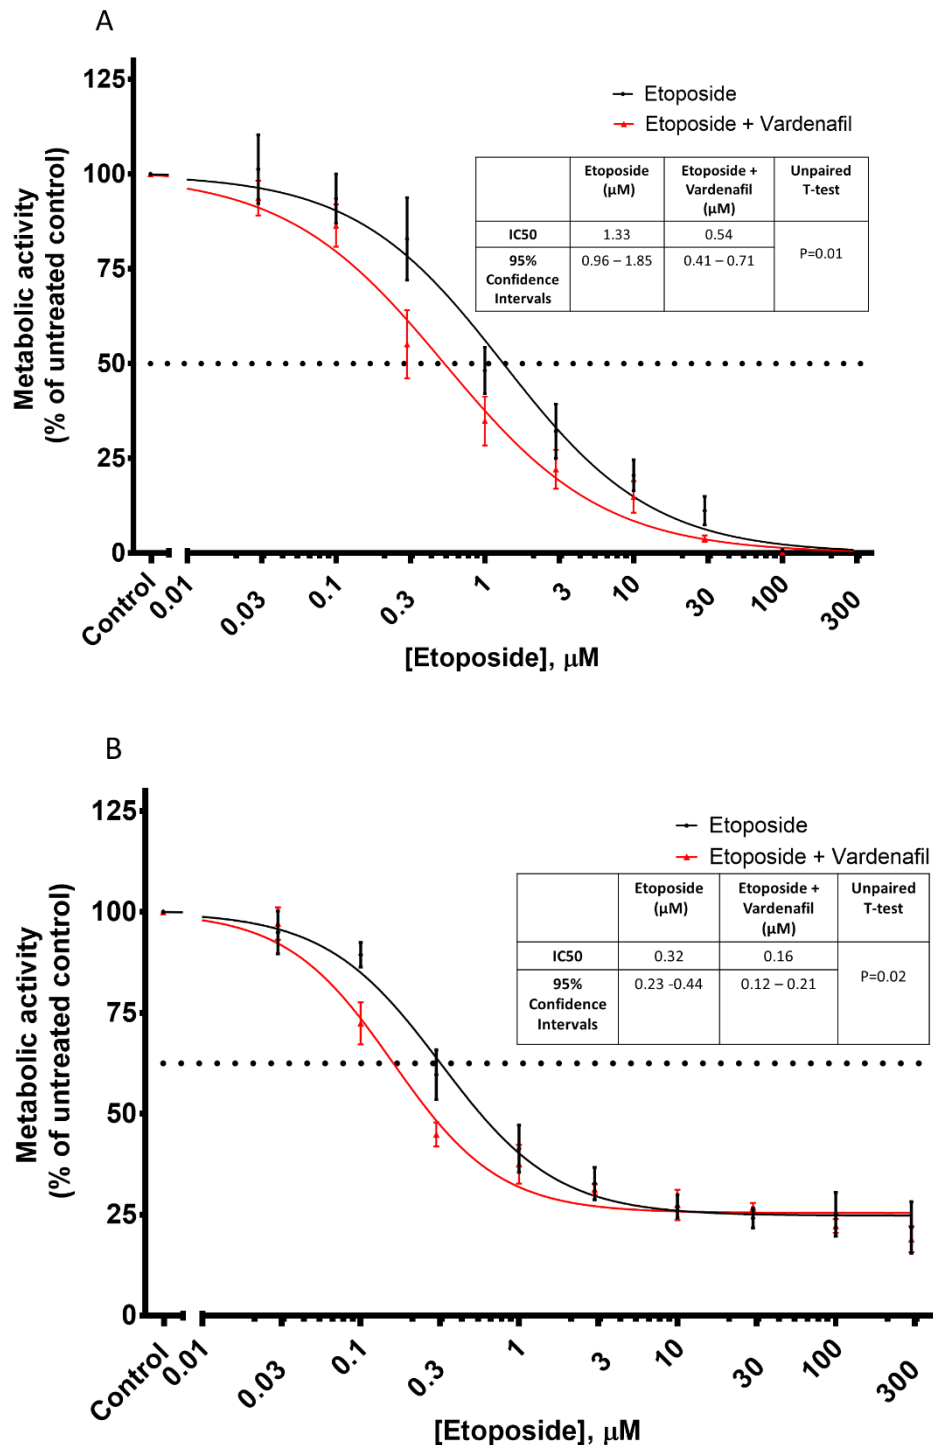 A
125
100
75
50
25
0
Metabolic activity
(% of untreated control)
Etoposide
Etoposide + Vardenafil
Etoposide (µM)
Etoposide + Vardenafil (µM)
Unpaired T-test
IC50
1.33
0.54
P=0.01
95% Confidence Intervals
0.96 – 1.85
0.41 – 0.71
Control
0.01
0.03
0.1
0.3
1
3
10
30
100
300
[Etoposide], µM
B
125
100
75
50
25
0
Metabolic activity
(% of untreated control)
Etoposide
Etoposide + Vardenafil
Etoposide (µM)
Etoposide + Vardenafil (µM)
Unpaired T-test
IC50
0.32
0.16
P=0.02
95% Confidence Intervals
0.23 -0.44
0.12 – 0.21
Control
0.01
0.03
0.1
0.3
1
3
10
30
100
300
[Etoposide], µM